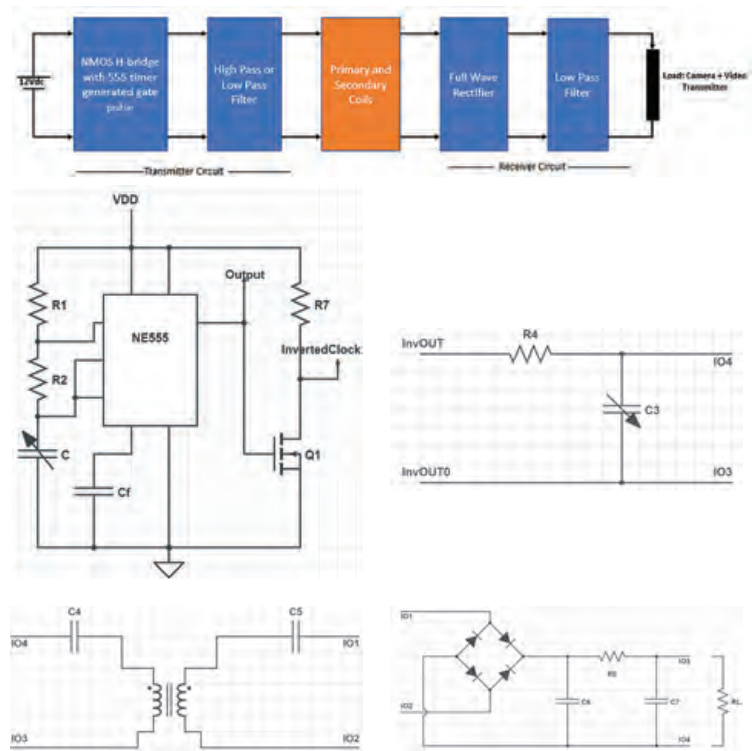 12Vdc
NMOS H-bridge
with 555 timer
generated gate
pulse
High Pass or
Low Pass
Filter
Primary and
Secondary
Coils
Full Wave
Rectifier
Low Pass
Filter
Load: Camera + Video
Transmitter
Transmitter Circuit
Receiver Circuit
VDD
R1
R2
C
Cf
NE555
Output
R7
InvertedClock
Q1
InvOUT
R4
IO4
C3
InvOUT0
IO3
C4
C5
IO4
IO1
IO3
IO2
IO1
IO2
C6
C7
IO4